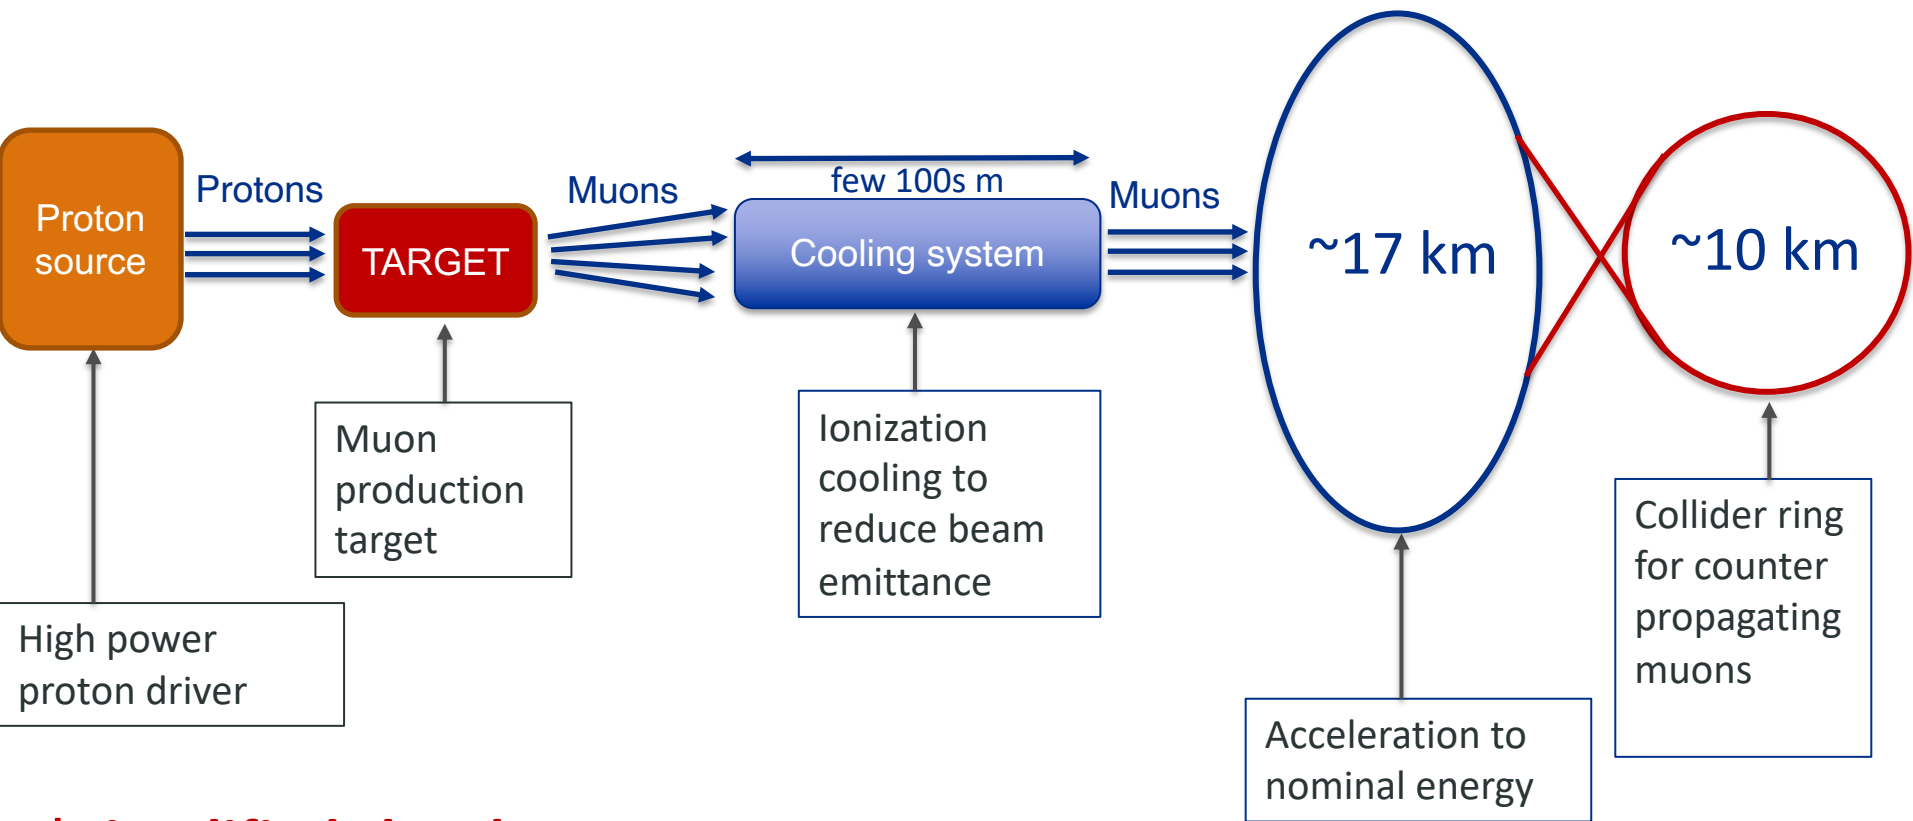 Proton
source
Protons
TARGET
Muons
few 100s m
Cooling system
Muons
~17 km
~10 km
High power
proton driver
Muon
production
target
Ionization
cooling to
reduce beam
emittance
Acceleration to
nominal energy
Collider ring
for counter
propagating
muons